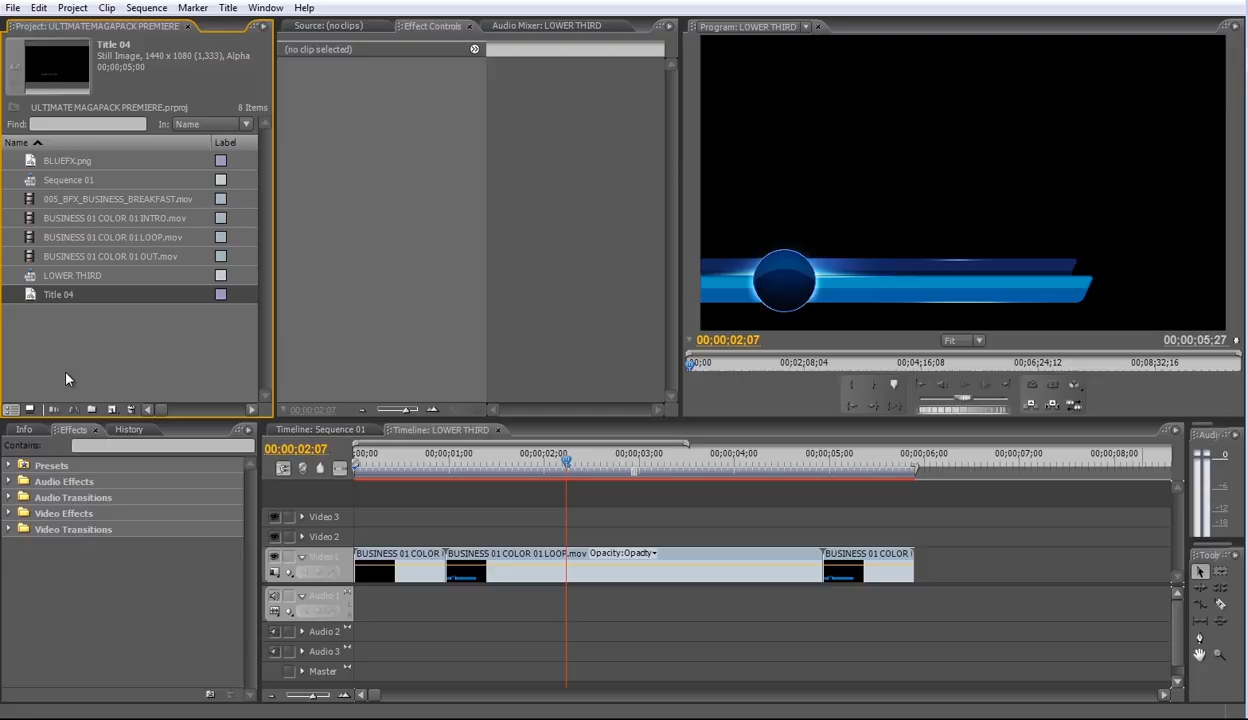 File Edit Project Clip Sequence Marker Title Window Help
Project: ULTIMATE MAGAPACK PREMIERE
Title 04
Still Image, 1440 x 1080 (1,333), Alpha
00;00;05;00
ULTIMATE MAGAPACK PREMIERE.prproj 8 Items
Find: In: Name
Name Label
BLUEFX.png
Sequence 01
005_BFX_BUSINESS_BREAKFAST.mov
BUSINESS 01 COLOR 01 INTRO.mov
BUSINESS 01 COLOR 01 LOOP.mov
BUSINESS 01 COLOR 01 OUT.mov
LOWER THIRD
Title 04
Source: (no clips) Effect Controls Audio Mixer: LOWER THIRD
(no clip selected)
00;00;02;07
Program: LOWER THIRD
00;00;02;07 Fit 00;00;05;27
00;00 00;02;08;04 00;04;16;08 00;06;24;12 00;08;32;16
Info Effects History
Contains:
Presets
Audio Effects
Audio Transitions
Video Effects
Video Transitions
Timeline: Sequence 01 Timeline: LOWER THIRD
00;00;02;07
;00;00 00;00;01;00 00;00;02;00 00;00;03;00 00;00;04;00 00;00;05;00 00;00;06;00 00;00;07;00 00;00;08;00
Video 3
Video 2
Video 1 BUSINESS 01 COLOR BUSINESS 01 COLOR 01 LOOP.mov Opacity:Opacity BUSINESS 01 COLOR
Audio 1
Audio 2
Audio 3
Master
Audi
0
-6
-12
-18
Tools